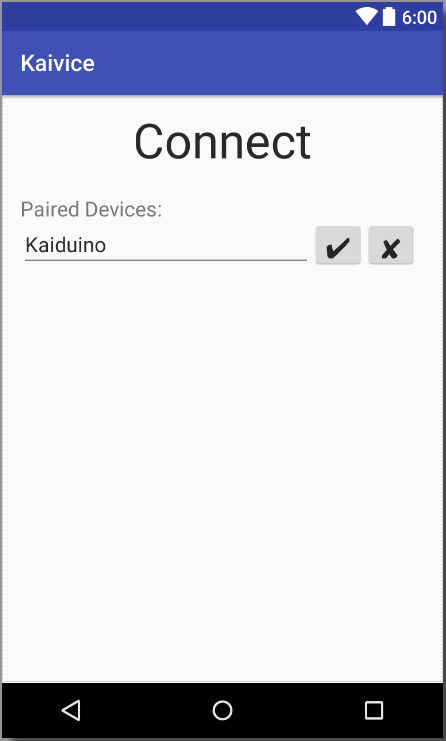 6:00
Kaivice
Connect
Paired Devices:
Kaiduino ✔ ✘